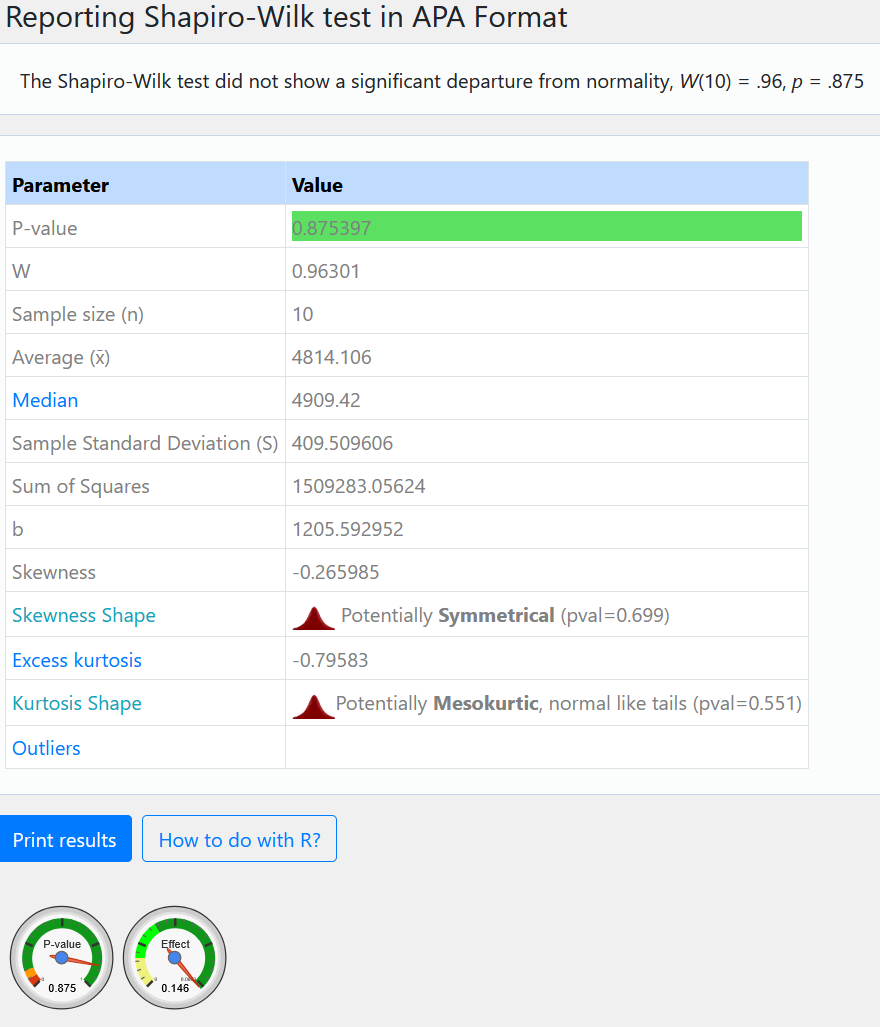 Reporting Shapiro-Wilk test in APA Format
The Shapiro-Wilk test did not show a significant departure from normality, W(10) = .96, p = .875
Parameter Value
P-value 0.875397
W 0.96301
Sample size (n) 10
Average (x̄) 4814.106
Median 4909.42
Sample Standard Deviation (S) 409.509606
Sum of Squares 1509283.05624
b 1205.592952
Skewness -0.265985
Skewness Shape Potentially Symmetrical (pval=0.699)
Excess kurtosis -0.79583
Kurtosis Shape Potentially Mesokurtic, normal like tails (pval=0.551)
Outliers
Print results How to do with R?
P-value Effect
0.875 0.146